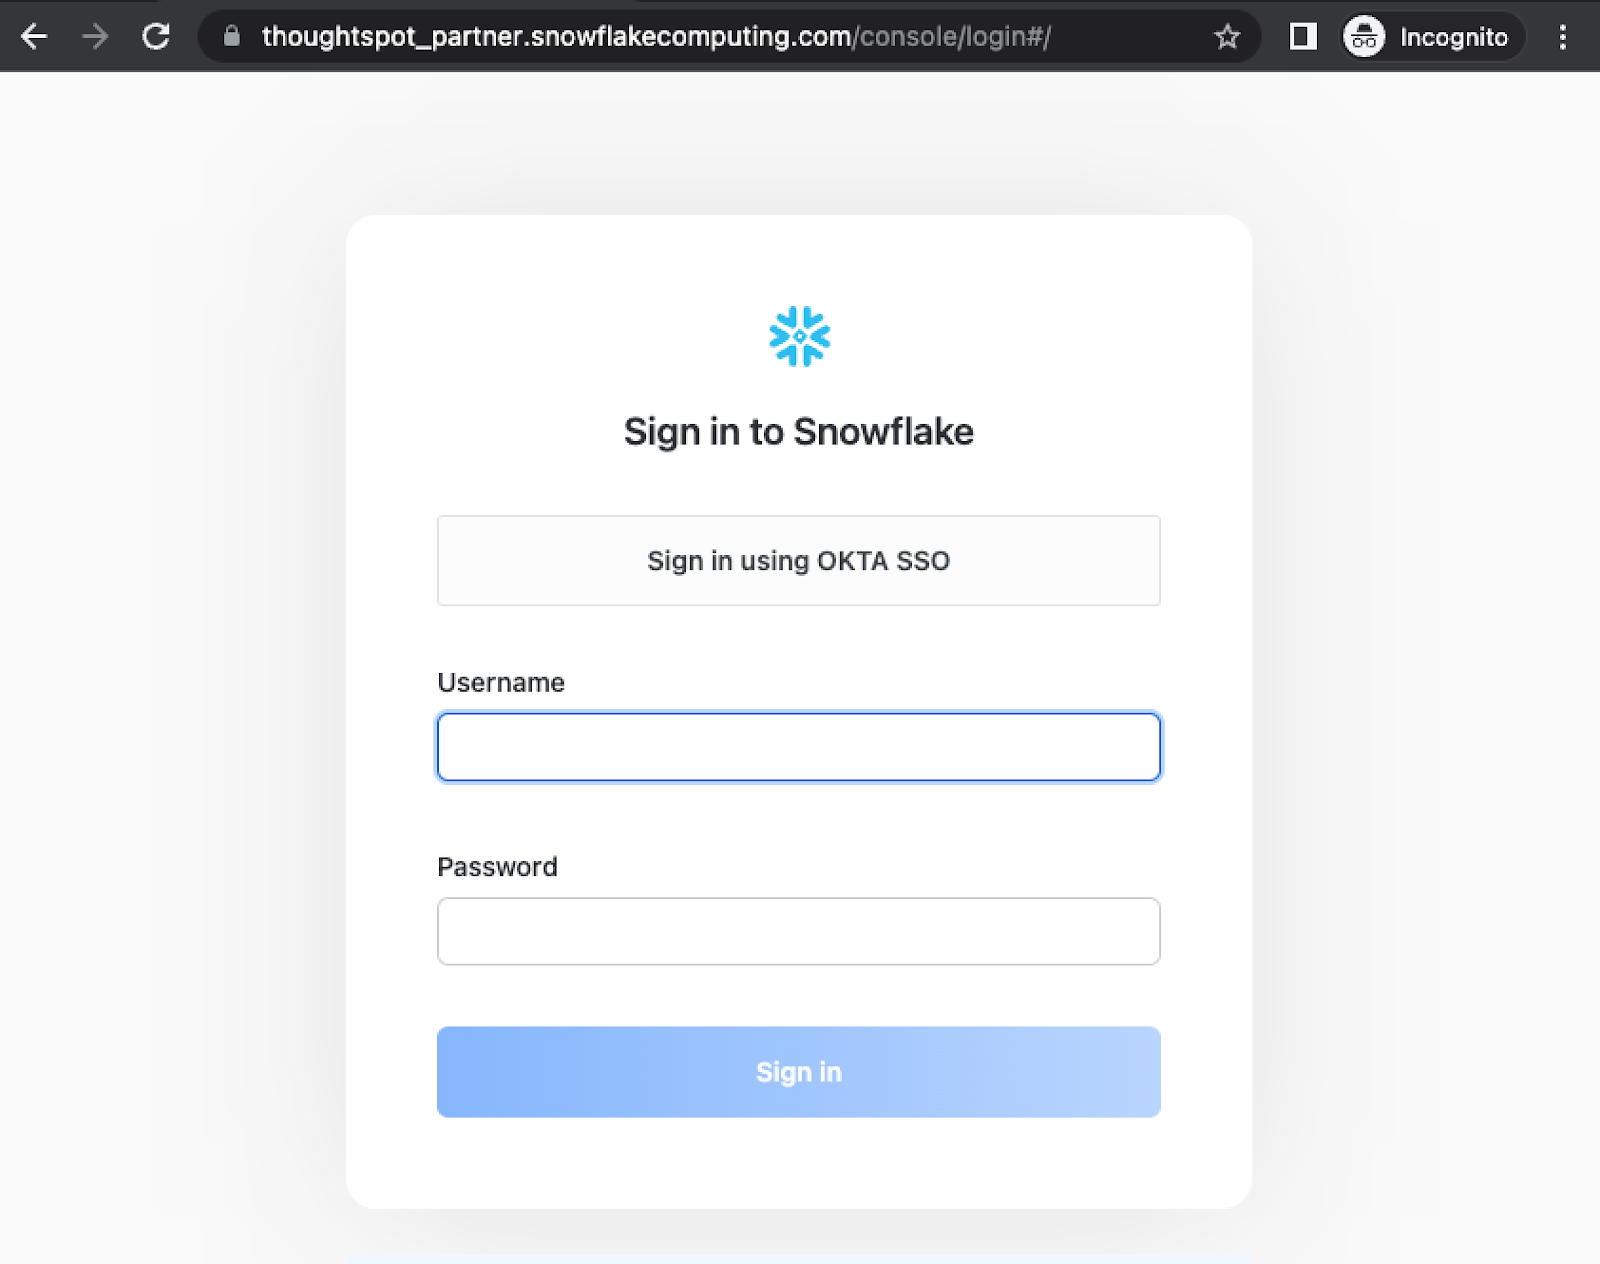 thoughtspot_partner.snowflakecomputing.com/console/login#/
Incognito
Sign in to Snowflake
Sign in using OKTA SSO
Username
Password
Sign in